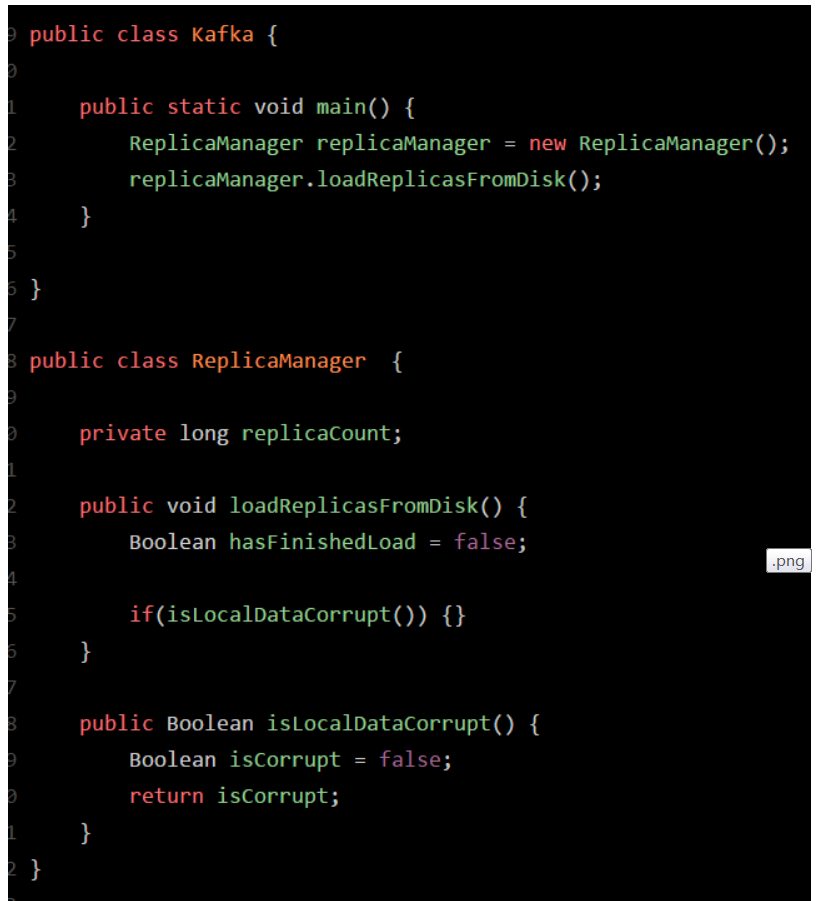 9 public class Kafka {
0
1     public static void main() {
2         ReplicaManager replicaManager = new ReplicaManager();
3         replicaManager.loadReplicasFromDisk();
4     }
5
6 }
7
8 public class ReplicaManager  {
9
0     private long replicaCount;
1
2     public void loadReplicasFromDisk() {
3         Boolean hasFinishedLoad = false;
.png
4
5         if(isLocalDataCorrupt()) {}
6     }
7
8     public Boolean isLocalDataCorrupt() {
9         Boolean isCorrupt = false;
0         return isCorrupt;
1     }
2 }